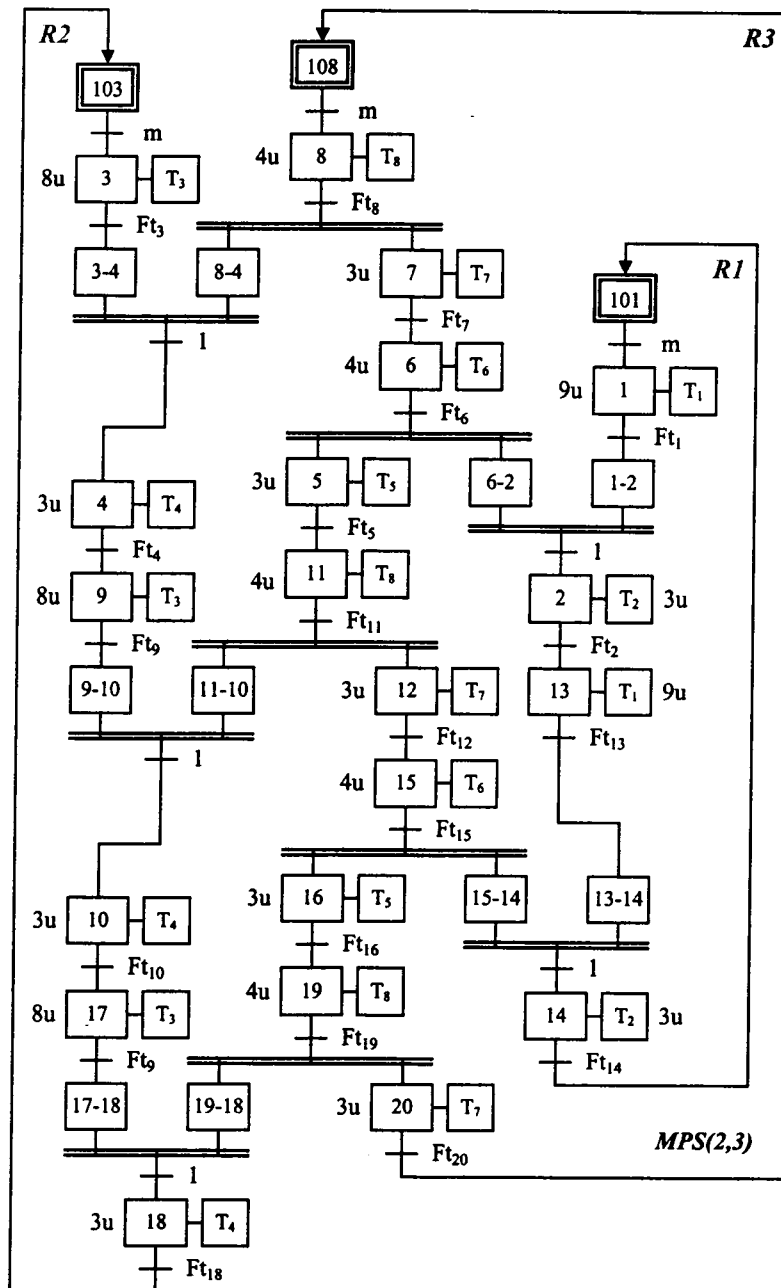 R2
R3
103
108
m
m
8u
3
T₃
4u
8
T₈
Ft₃
Ft₈
3-4
8-4
3u
7
T₇
R1
101
1
Ft₇
m
4u
6
T₆
9u
1
T₁
Ft₆
Ft₁
3u
4
T₄
3u
5
T₅
6-2
1-2
Ft₄
Ft₅
1
8u
9
T₃
4u
11
T₈
2
T₂
3u
Ft₉
Ft₁₁
Ft₂
9-10
11-10
3u
12
T₇
13
T₁
9u
1
Ft₁₂
Ft₁₃
4u
15
T₆
Ft₁₅
3u
10
T₄
3u
16
T₅
15-14
13-14
Ft₁₀
Ft₁₆
1
8u
17
T₃
4u
19
T₈
14
T₂
3u
Ft₉
Ft₁₉
Ft₁₄
17-18
19-18
3u
20
T₇
Ft₂₀
MPS(2,3)
1
3u
18
T₄
Ft₁₈